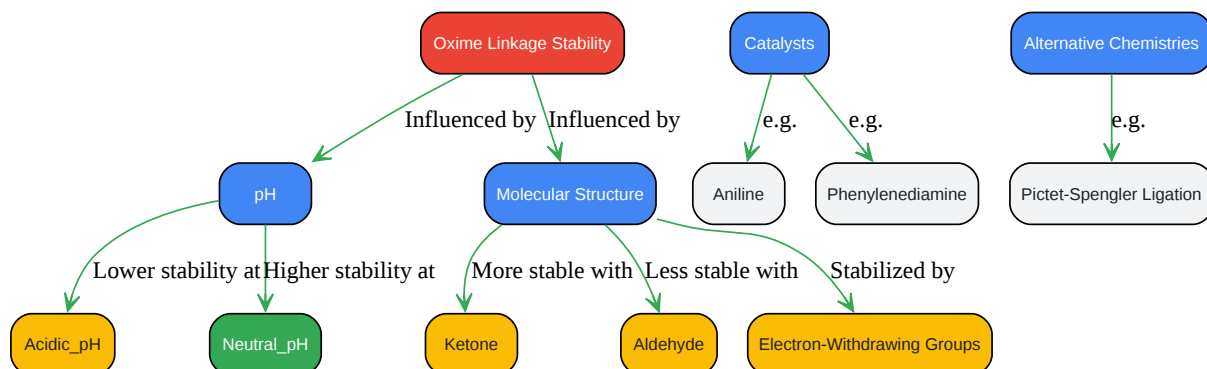 Oxime Linkage Stability
Catalysts
Alternative Chemistries
Influenced by
Influenced by
e.g.
e.g.
e.g.
pH
Molecular Structure
Aniline
Phenylenediamine
Pictet-Spengler Ligation
Lower stability at
Higher stability at
More stable with
Less stable with
Stabilized by
Acidic_pH
Neutral_pH
Ketone
Aldehyde
Electron-Withdrawing Groups